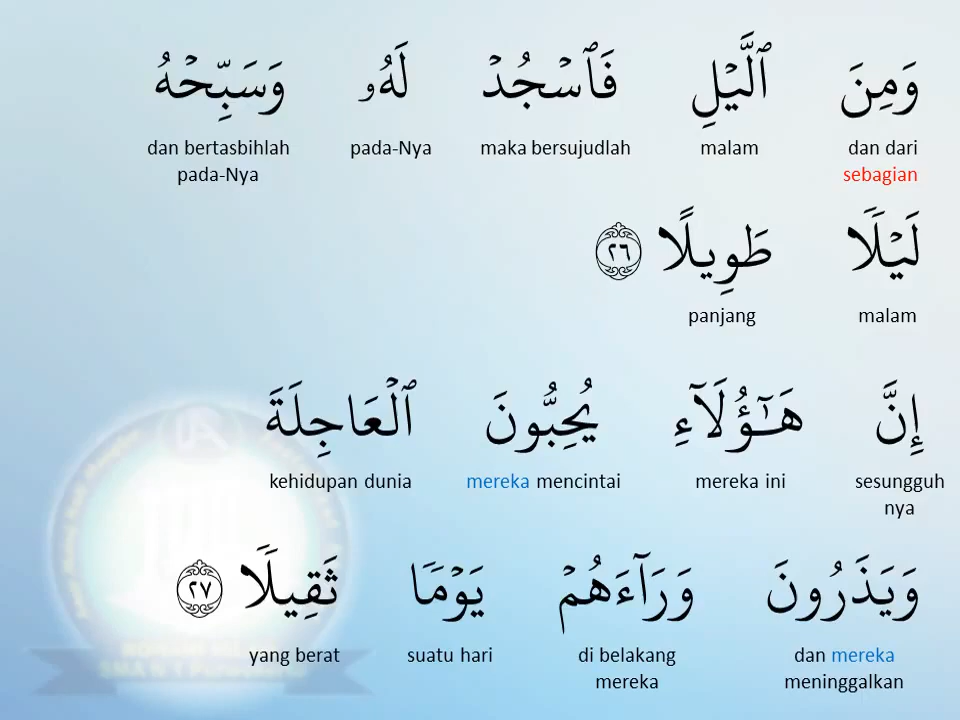 وَمِنَ ٱلَّيۡلِ فَٱسۡجُدۡ لَهُۥ وَسَبِّحۡهُ
dan dari malam maka bersujudlah pada-Nya dan bertasbihlah
sebagian pada-Nya
لَيۡلٗا طَوِيلًا ٢٦
malam panjang
إِنَّ هَٰٓؤُلَآءِ يُحِبُّونَ ٱلۡعَاجِلَةَ
sesungguh mereka ini mereka mencintai kehidupan dunia
nya
وَيَذَرُونَ وَرَآءَهُمۡ يَوۡمٗا ثَقِيلٗا ٢٧
dan mereka di belakang suatu hari yang berat
meninggalkan mereka